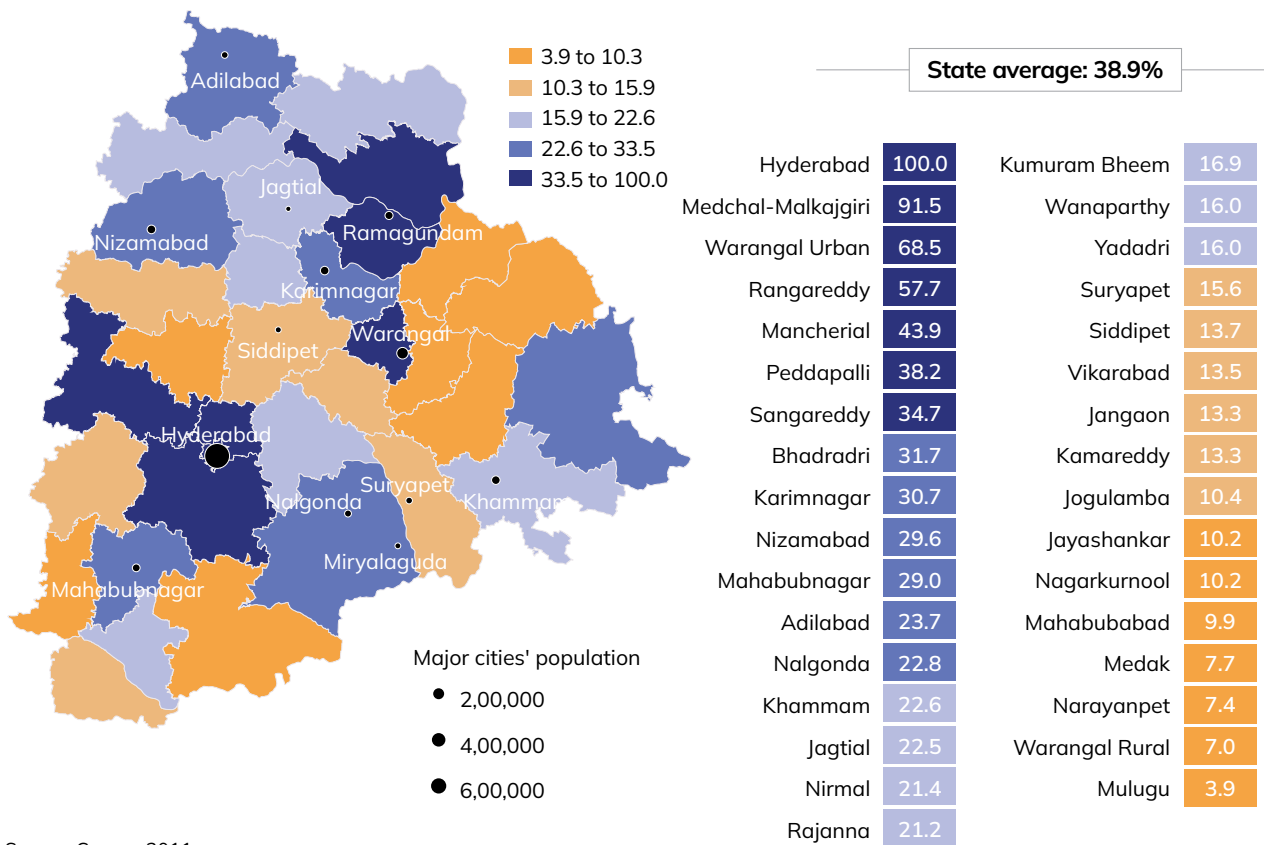 Adilabad
Jagtial
Nizamabad
Ramagundam
Karimnagar
Warangal
Siddipet
Hyderabad
Suryapet
Nalgonda
Khammam
Miryalaguda
Mahabubnagar
3.9 to 10.3
10.3 to 15.9
15.9 to 22.6
22.6 to 33.5
33.5 to 100.0
Major cities' population
2,00,000
4,00,000
6,00,000
State average: 38.9%
Hyderabad 100.0
Medchal-Malkajgiri 91.5
Warangal Urban 68.5
Rangareddy 57.7
Mancherial 43.9
Peddapalli 38.2
Sangareddy 34.7
Bhadradri 31.7
Karimnagar 30.7
Nizamabad 29.6
Mahabubnagar 29.0
Adilabad 23.7
Nalgonda 22.8
Khammam 22.6
Jagtial 22.5
Nirmal 21.4
Rajanna 21.2
Kumuram Bheem 16.9
Wanaparthy 16.0
Yadadri 16.0
Suryapet 15.6
Siddipet 13.7
Vikarabad 13.5
Jangaon 13.3
Kamareddy 13.3
Jogulamba 10.4
Jayashankar 10.2
Nagarkurnool 10.2
Mahabubabad 9.9
Medak 7.7
Narayanpet 7.4
Warangal Rural 7.0
Mulugu 3.9